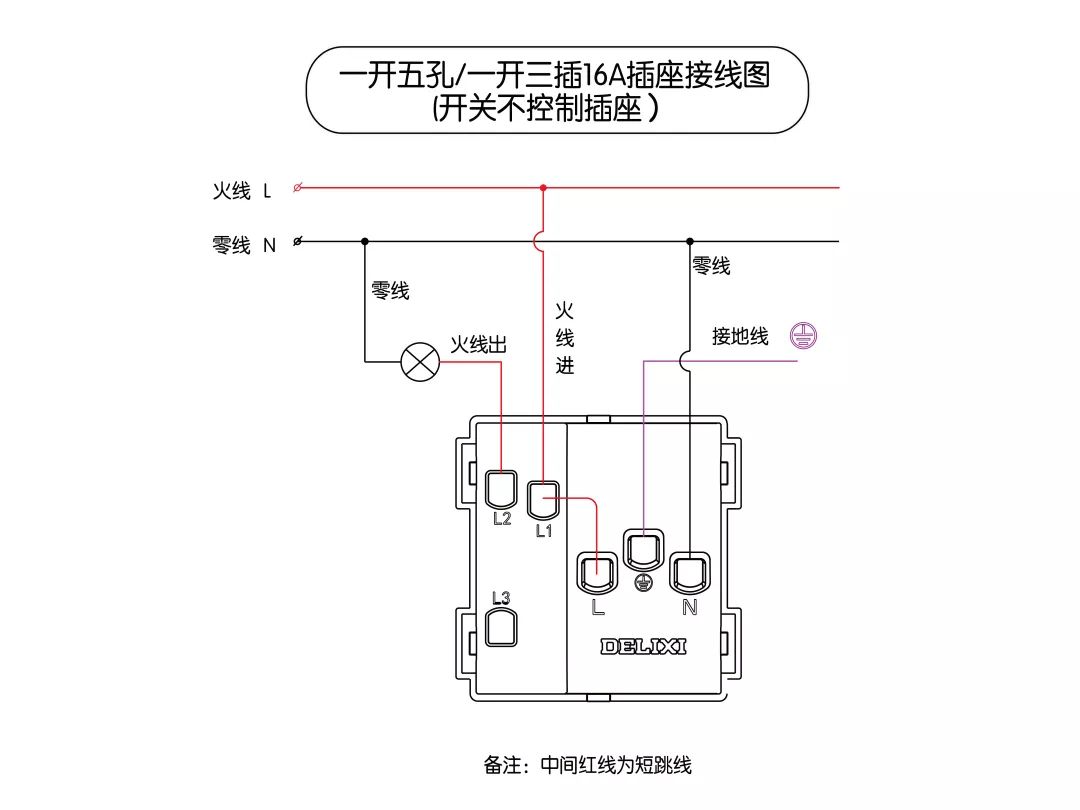 一开五孔/一开三插16A插座接线图
(开关不控制插座)
火线 L
零线 N
零线
零线
火线出
火线进
接地线
L2
L1
L3
L
N
DELIXI
备注：中间红线为短跳线